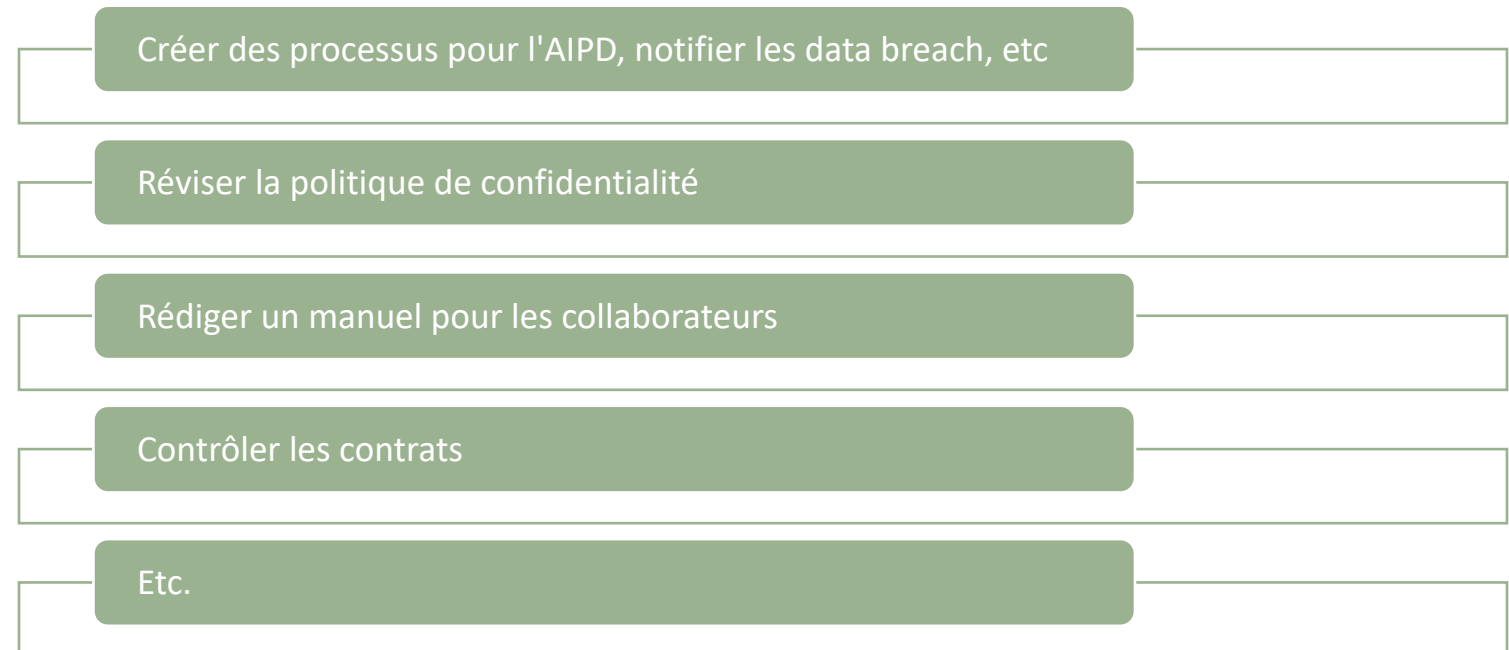 Créer des processus pour l'AIPD, notifier les data breach, etc
Réviser la politique de confidentialité
Rédiger un manuel pour les collaborateurs
Contrôler les contrats
Etc.